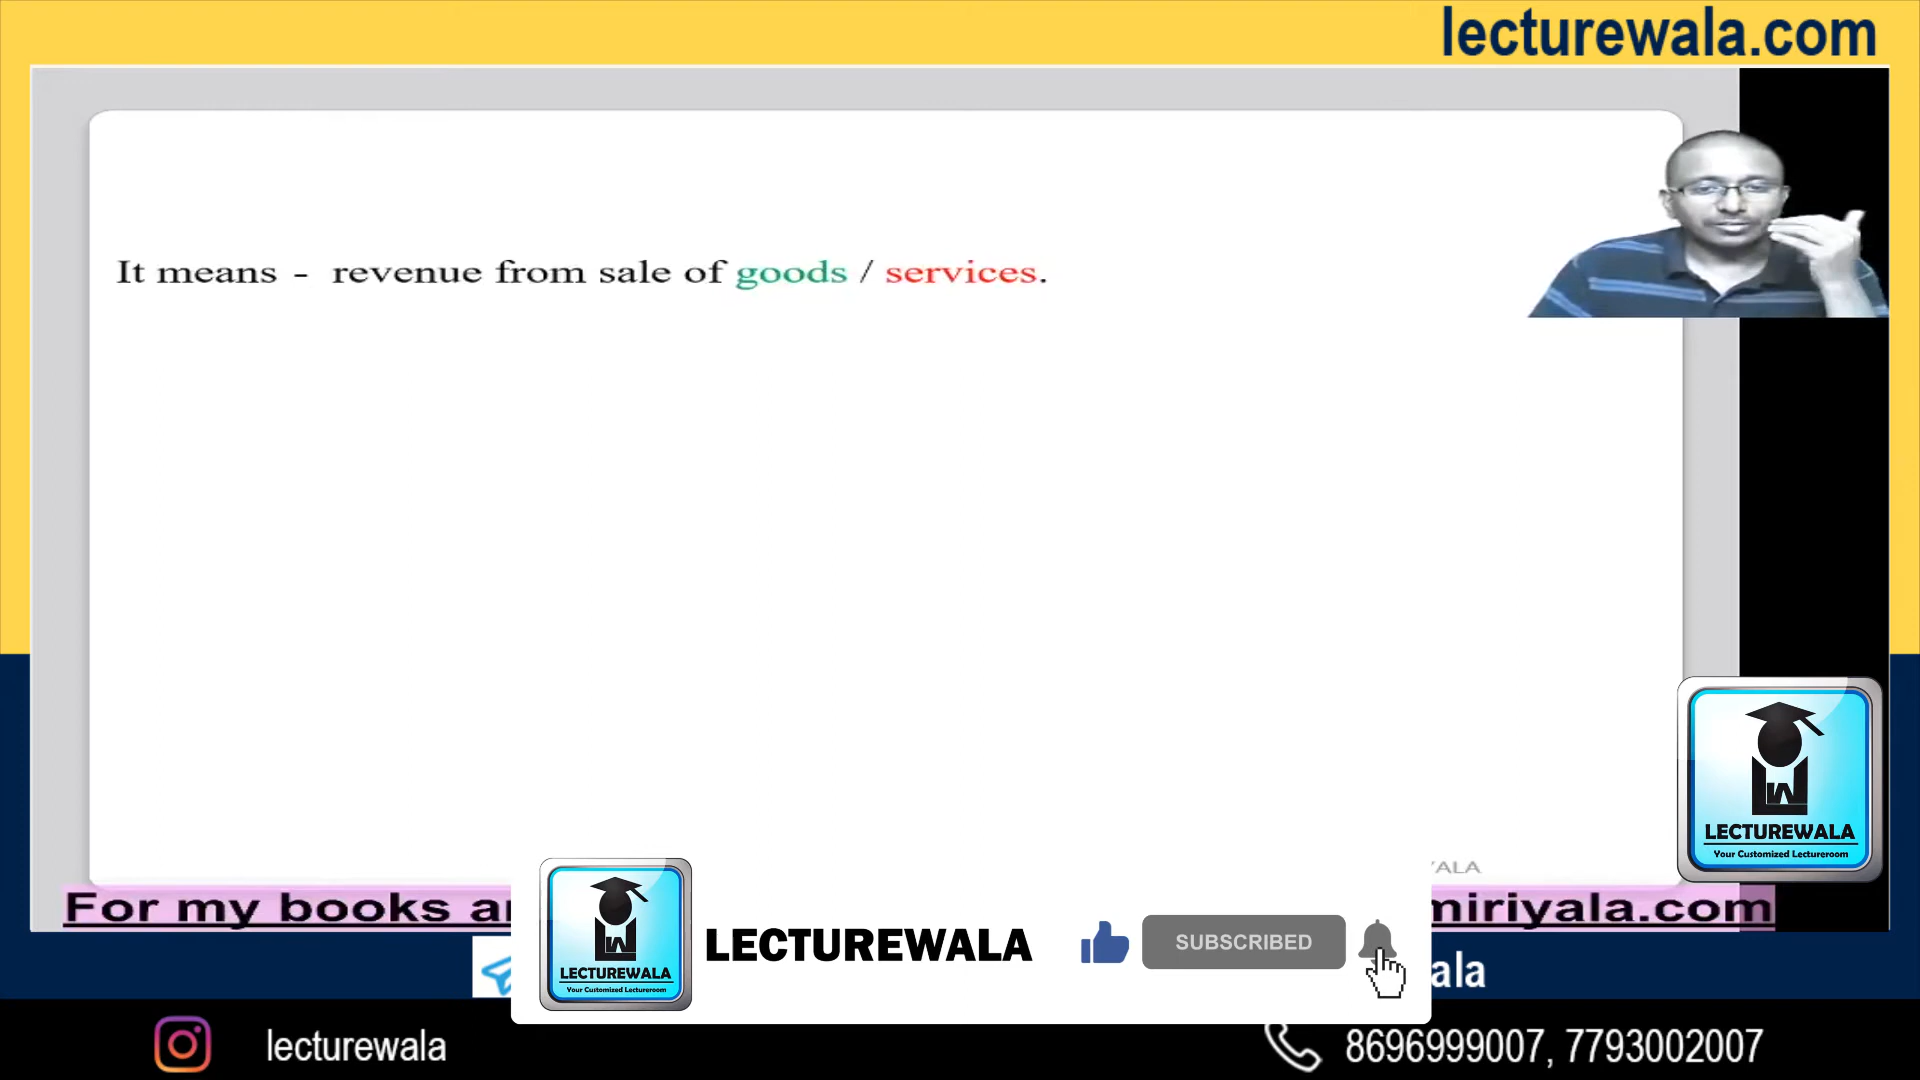 lecturewala.com
It means - revenue from sale of goods / services.
LECTUREWALA
Your Customized Lectureroom
For my books
miriyala.com
LECTUREWALA
Your Customized Lectureroom
LECTUREWALA
SUBSCRIBED
lecturewala
8696999007, 7793002007